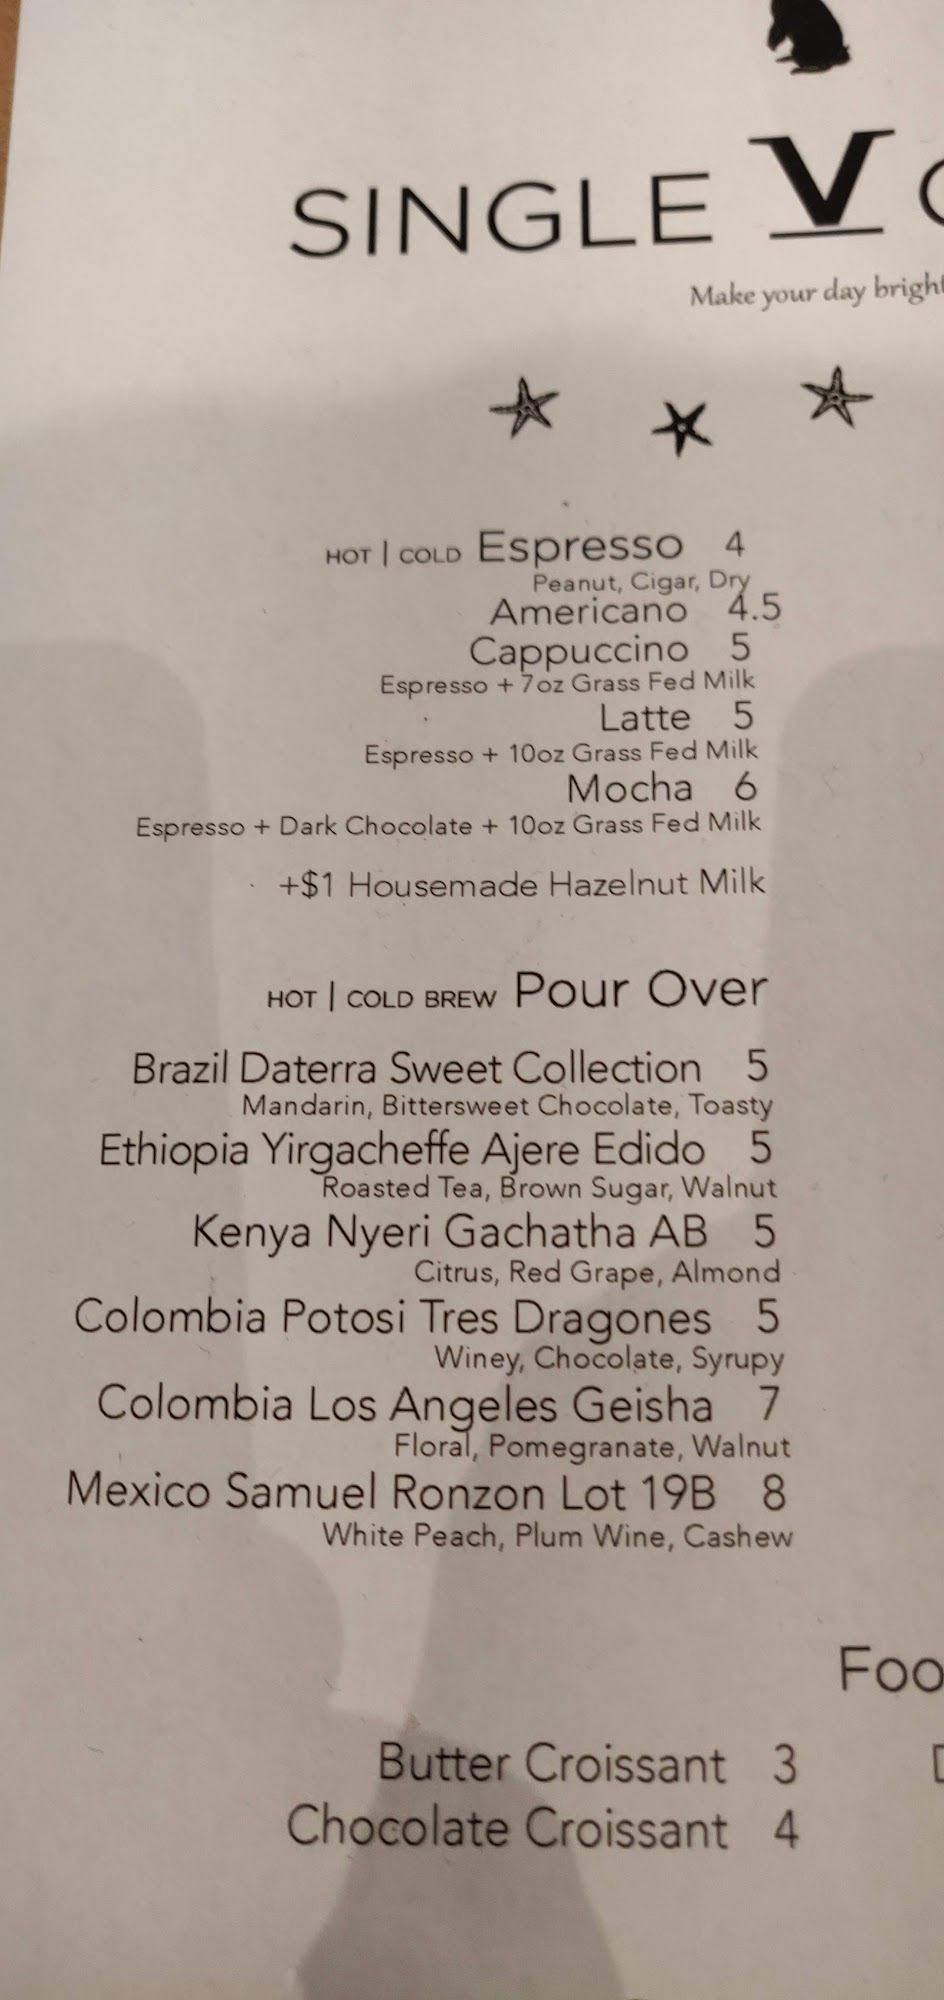 SINGLE V
Make your day bright
HOT | COLD Espresso 4
Peanut, Cigar, Dry
Americano 4.5
Cappuccino 5
Espresso + 7oz Grass Fed Milk
Latte 5
Espresso + 10oz Grass Fed Milk
Mocha 6
Espresso + Dark Chocolate + 10oz Grass Fed Milk
+$1 Housemade Hazelnut Milk
HOT | COLD BREW Pour Over
Brazil Daterra Sweet Collection 5
Mandarin, Bittersweet Chocolate, Toasty
Ethiopia Yirgacheffe Ajere Edido 5
Roasted Tea, Brown Sugar, Walnut
Kenya Nyeri Gachatha AB 5
Citrus, Red Grape, Almond
Colombia Potosi Tres Dragones 5
Winey, Chocolate, Syrupy
Colombia Los Angeles Geisha 7
Floral, Pomegranate, Walnut
Mexico Samuel Ronzon Lot 19B 8
White Peach, Plum Wine, Cashew
Foo
Butter Croissant 3
Chocolate Croissant 4